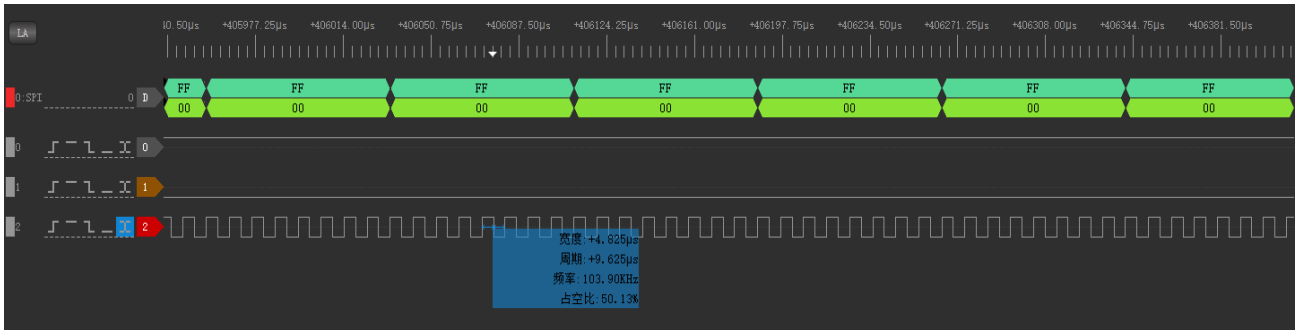 LA
+405977.25μs +406014.00μs +406050.75μs +406087.50μs +406124.25μs +406161.00μs +406197.75μs +406234.50μs +406271.25μs +406308.00μs +406344.75μs +406381.50μs
0:SPI 0 D FF FF FF FF FF FF FF
00 00 00 00 00 00 00
0 0
1 1
2 2
宽度:+4.825μs
周期:+9.625μs
频率:103.90KHz
占空比:50.13%